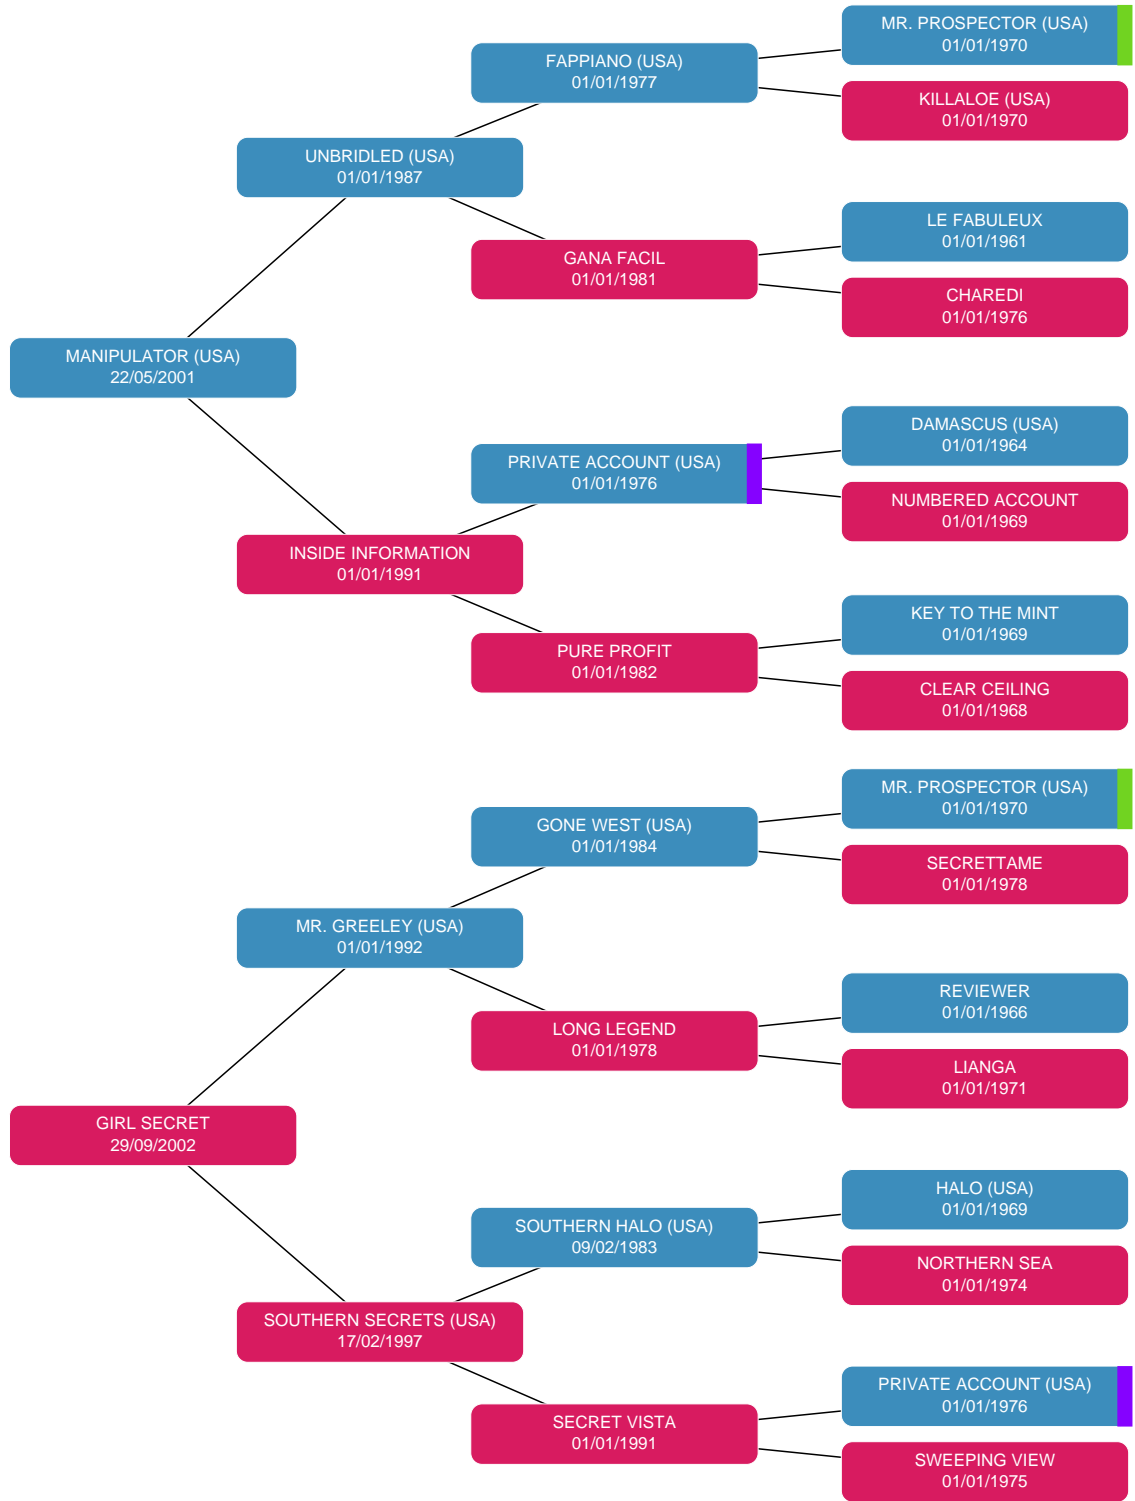 MR. PROSPECTOR (USA)
01/01/1970
FAPPIANO (USA)
01/01/1977
KILLALOE (USA)
01/01/1970
UNBRIDLED (USA)
01/01/1987
LE FABULEUX
01/01/1961
GANA FACIL
01/01/1981
CHAREDI
01/01/1976
MANIPULATOR (USA)
22/05/2001
DAMASCUS (USA)
01/01/1964
PRIVATE ACCOUNT (USA)
01/01/1976
NUMBERED ACCOUNT
01/01/1969
INSIDE INFORMATION
01/01/1991
KEY TO THE MINT
01/01/1969
PURE PROFIT
01/01/1982
CLEAR CEILING
01/01/1968
MR. PROSPECTOR (USA)
01/01/1970
GONE WEST (USA)
01/01/1984
SECRETTAME
01/01/1978
MR. GREELEY (USA)
01/01/1992
REVIEWER
01/01/1966
LONG LEGEND
01/01/1978
LIANGA
01/01/1971
GIRL SECRET
29/09/2002
HALO (USA)
01/01/1969
SOUTHERN HALO (USA)
09/02/1983
NORTHERN SEA
01/01/1974
SOUTHERN SECRETS (USA)
17/02/1997
PRIVATE ACCOUNT (USA)
01/01/1976
SECRET VISTA
01/01/1991
SWEEPING VIEW
01/01/1975